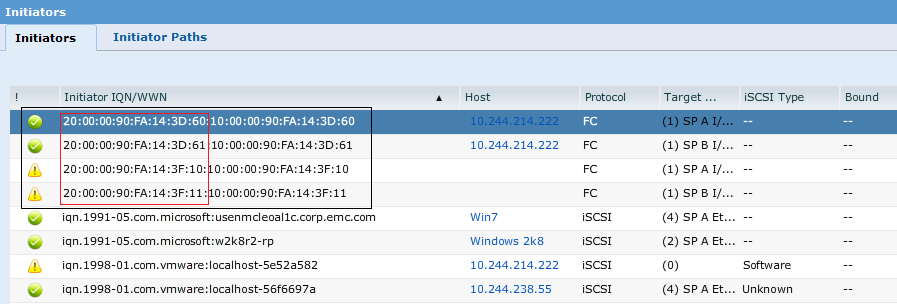 Initiators
Initiators Initiator Paths
! Initiator IQN/WWN ▲ Host Protocol Target ... iSCSI Type Bound
20:00:00:90:FA:14:3D:60:10:00:00:90:FA:14:3D:60 10.244.214.222 FC (1) SP A I/... -- --
20:00:00:90:FA:14:3D:61:10:00:00:90:FA:14:3D:61 10.244.214.222 FC (1) SP B I/... -- --
20:00:00:90:FA:14:3F:10:10:00:00:90:FA:14:3F:10 FC (1) SP A I/... -- --
20:00:00:90:FA:14:3F:11:10:00:00:90:FA:14:3F:11 FC (1) SP B I/... -- --
iqn.1991-05.com.microsoft:usenmcleoal1c.corp.emc.com Win7 iSCSI (4) SP A Et... -- --
iqn.1991-05.com.microsoft:w2k8r2-rp Windows 2k8 iSCSI (2) SP A Et... -- --
iqn.1998-01.com.vmware:localhost-5e52a582 10.244.214.222 iSCSI (0) Software --
iqn.1998-01.com.vmware:localhost-56f6697a 10.244.238.55 iSCSI (4) SP A Et... Unknown --